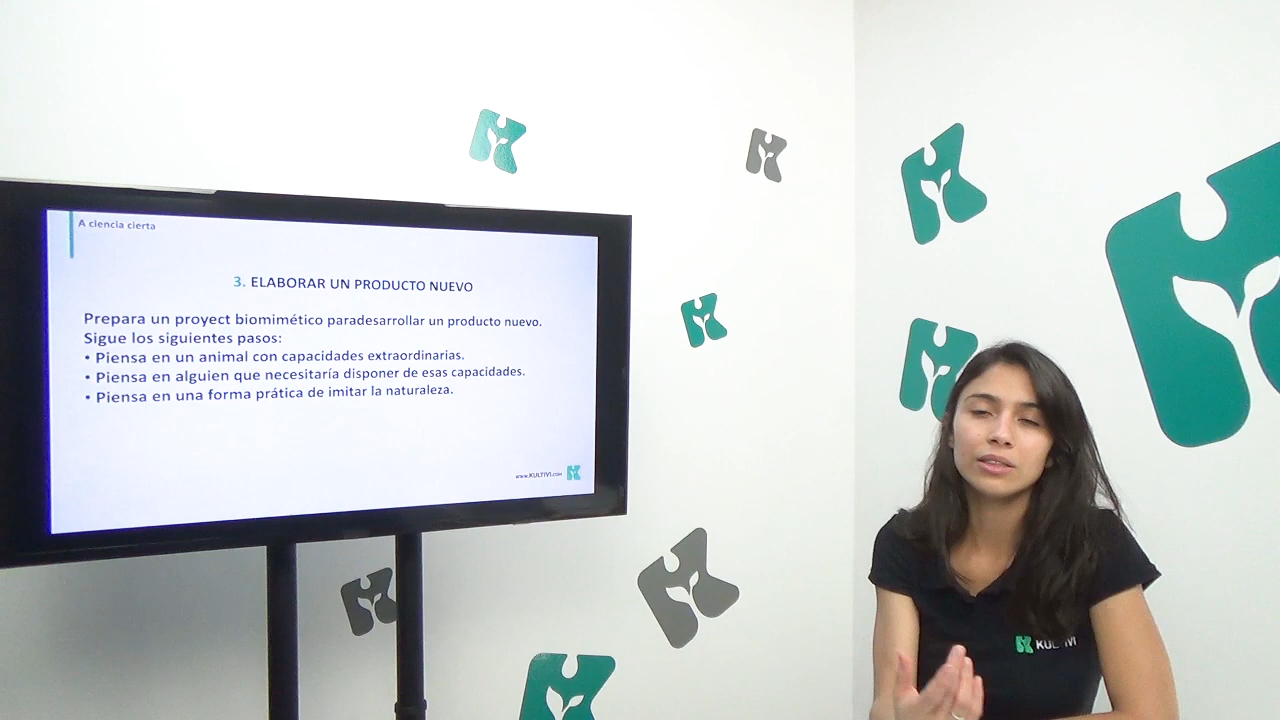 A ciencia cierta
3. ELABORAR UN PRODUCTO NUEVO
Prepara un proyect biomimético paradesarrollar un producto nuevo.
Sigue los siguientes pasos:
• Piensa en un animal con capacidades extraordinarias.
• Piensa en alguien que necesitaría disponer de esas capacidades.
• Piensa en una forma prática de imitar la naturaleza.
www.KULTIVI.com
KULTIVI